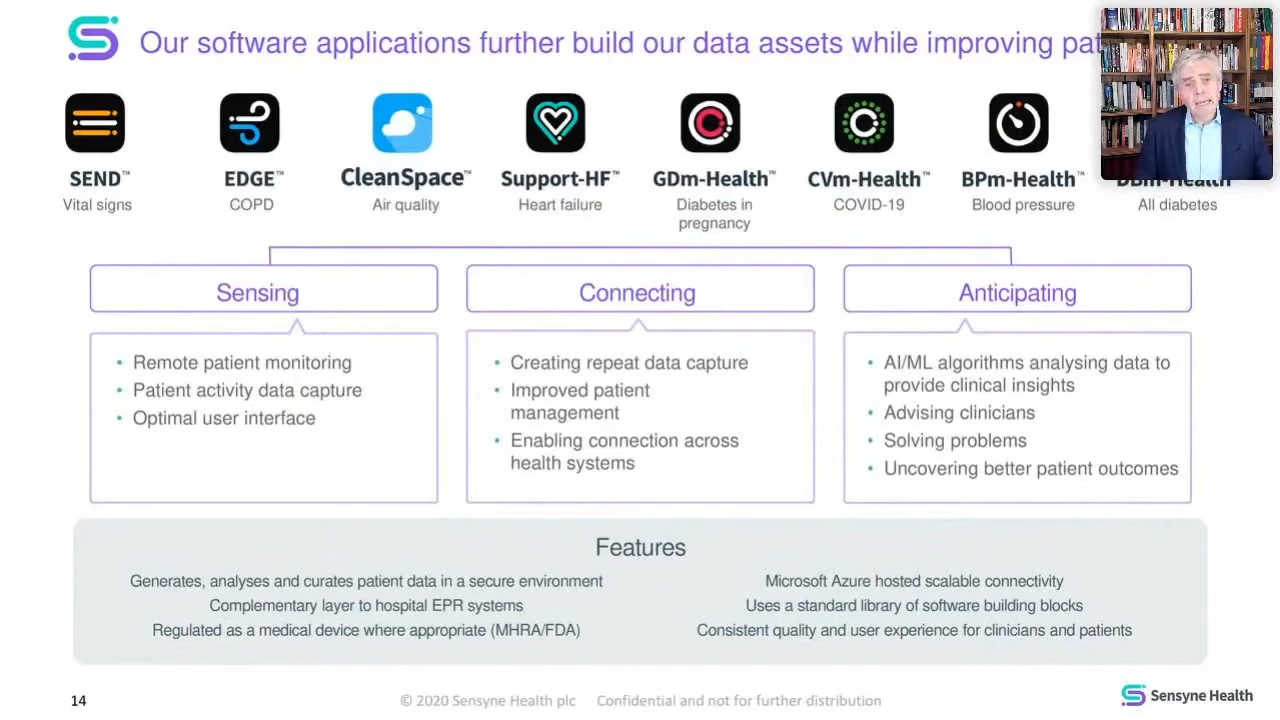 Our software applications further build our data assets while improving pat
SEND™
Vital signs
EDGE™
COPD
CleanSpace™
Air quality
Support-HF™
Heart failure
GDm-Health™
Diabetes in
pregnancy
CVm-Health™
COVID-19
BPm-Health™
Blood pressure
DBm-Health
All diabetes
Sensing
• Remote patient monitoring
• Patient activity data capture
• Optimal user interface
Connecting
• Creating repeat data capture
• Improved patient
management
• Enabling connection across
health systems
Anticipating
• AI/ML algorithms analysing data to
provide clinical insights
• Advising clinicians
• Solving problems
• Uncovering better patient outcomes
Features
Generates, analyses and curates patient data in a secure environment
Complementary layer to hospital EPR systems
Regulated as a medical device where appropriate (MHRA/FDA)
Microsoft Azure hosted scalable connectivity
Uses a standard library of software building blocks
Consistent quality and user experience for clinicians and patients
14
© 2020 Sensyne Health plc Confidential and not for further distribution
Sensyne Health